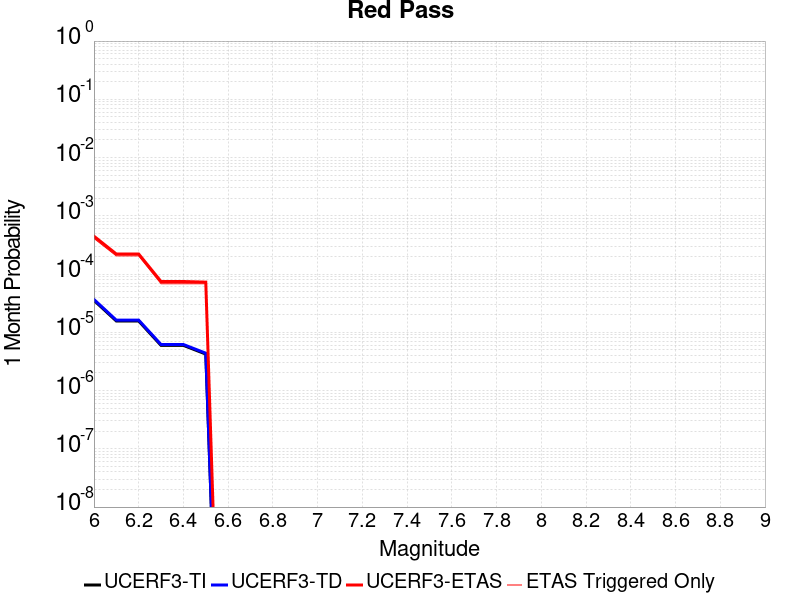 Red Pass
10^0
10^-1
10^-2
10^-3
10^-4
10^-5
10^-6
10^-7
10^-8
1 Month Probability
6 6.2 6.4 6.6 6.8 7 7.2 7.4 7.6 7.8 8 8.2 8.4 8.6 8.8 9
Magnitude
UCERF3-TI UCERF3-TD UCERF3-ETAS ETAS Triggered Only